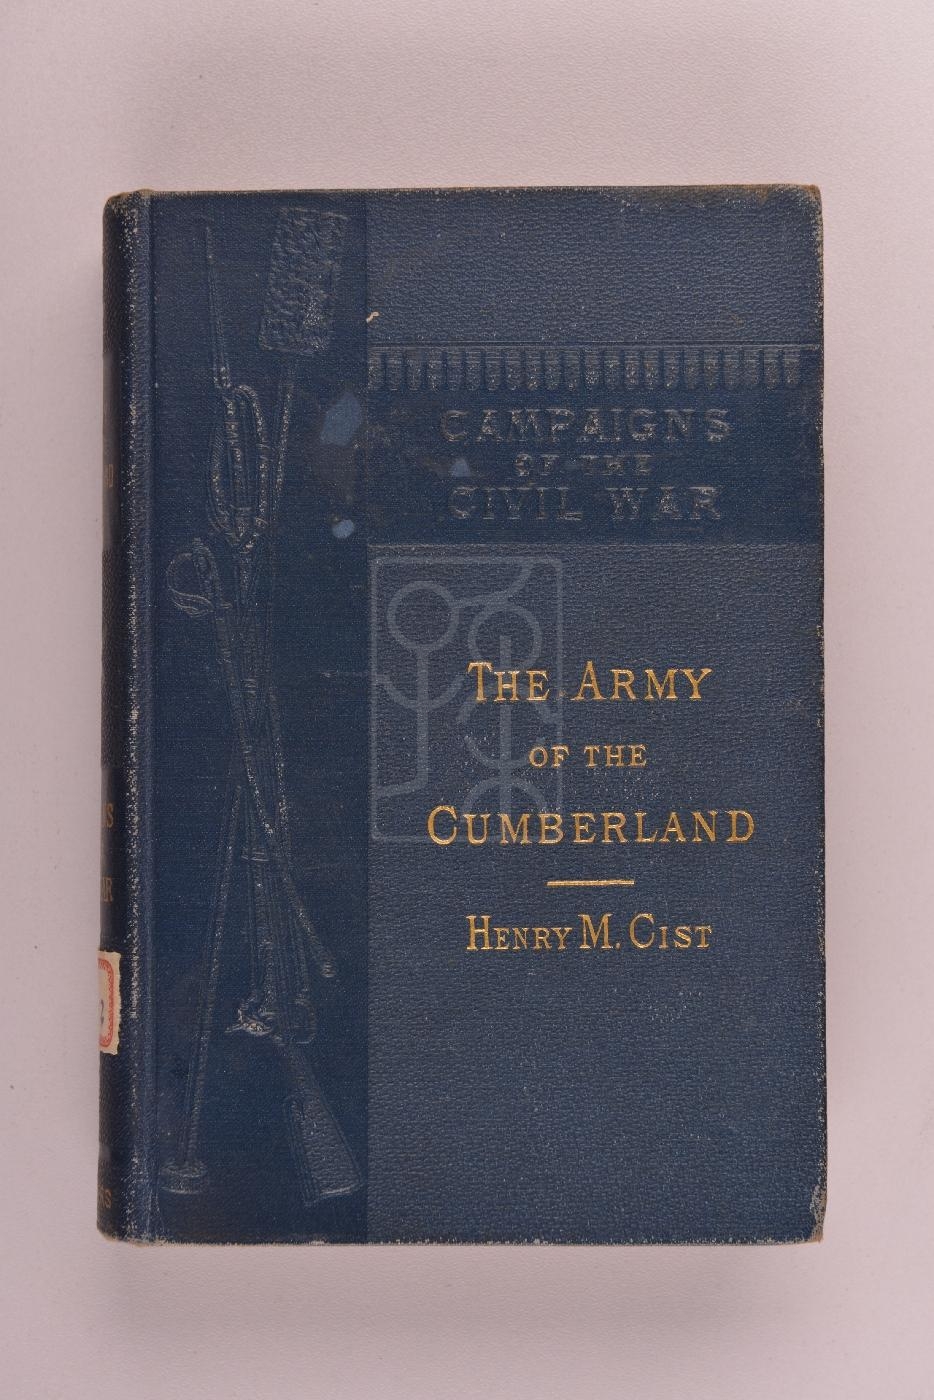 CAMPAIGNS
OF THE
CIVIL WAR
THE ARMY
OF THE
CUMBERLAND
HENRY M. CIST